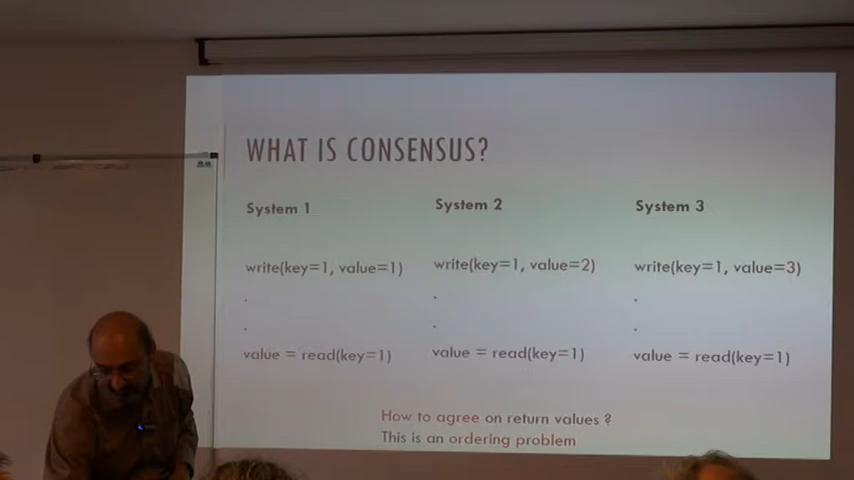 WHAT IS CONSENSUS?
System 1
System 2
System 3
write(key=1, value=1)
write(key=1, value=2)
write(key=1, value=3)
.
.
.
.
.
.
value = read(key=1)
value = read(key=1)
value = read(key=1)
How to agree on return values ?
This is an ordering problem